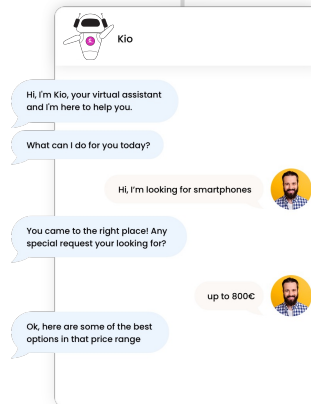 Kio
Hi, I'm Kio, your virtual assistant
and I'm here to help you.
What can I do for you today?
Hi, I'm looking for smartphones
You came to the right place! Any
special request your looking for?
up to 800€
Ok, here are some of the best
options in that price range